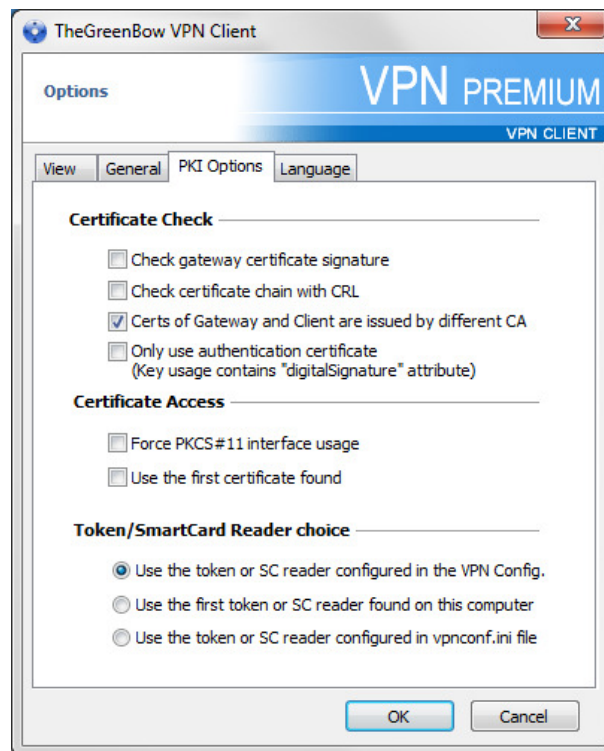 TheGreenBow VPN Client
Options
VPN PREMIUM
VPN CLIENT
View General PKI Options Language
Certificate Check
Check gateway certificate signature
Check certificate chain with CRL
Certs of Gateway and Client are issued by different CA
Only use authentication certificate
(Key usage contains "digitalSignature" attribute)
Certificate Access
Force PKCS#11 interface usage
Use the first certificate found
Token/SmartCard Reader choice
Use the token or SC reader configured in the VPN Config.
Use the first token or SC reader found on this computer
Use the token or SC reader configured in vpnconf.ini file
OK Cancel